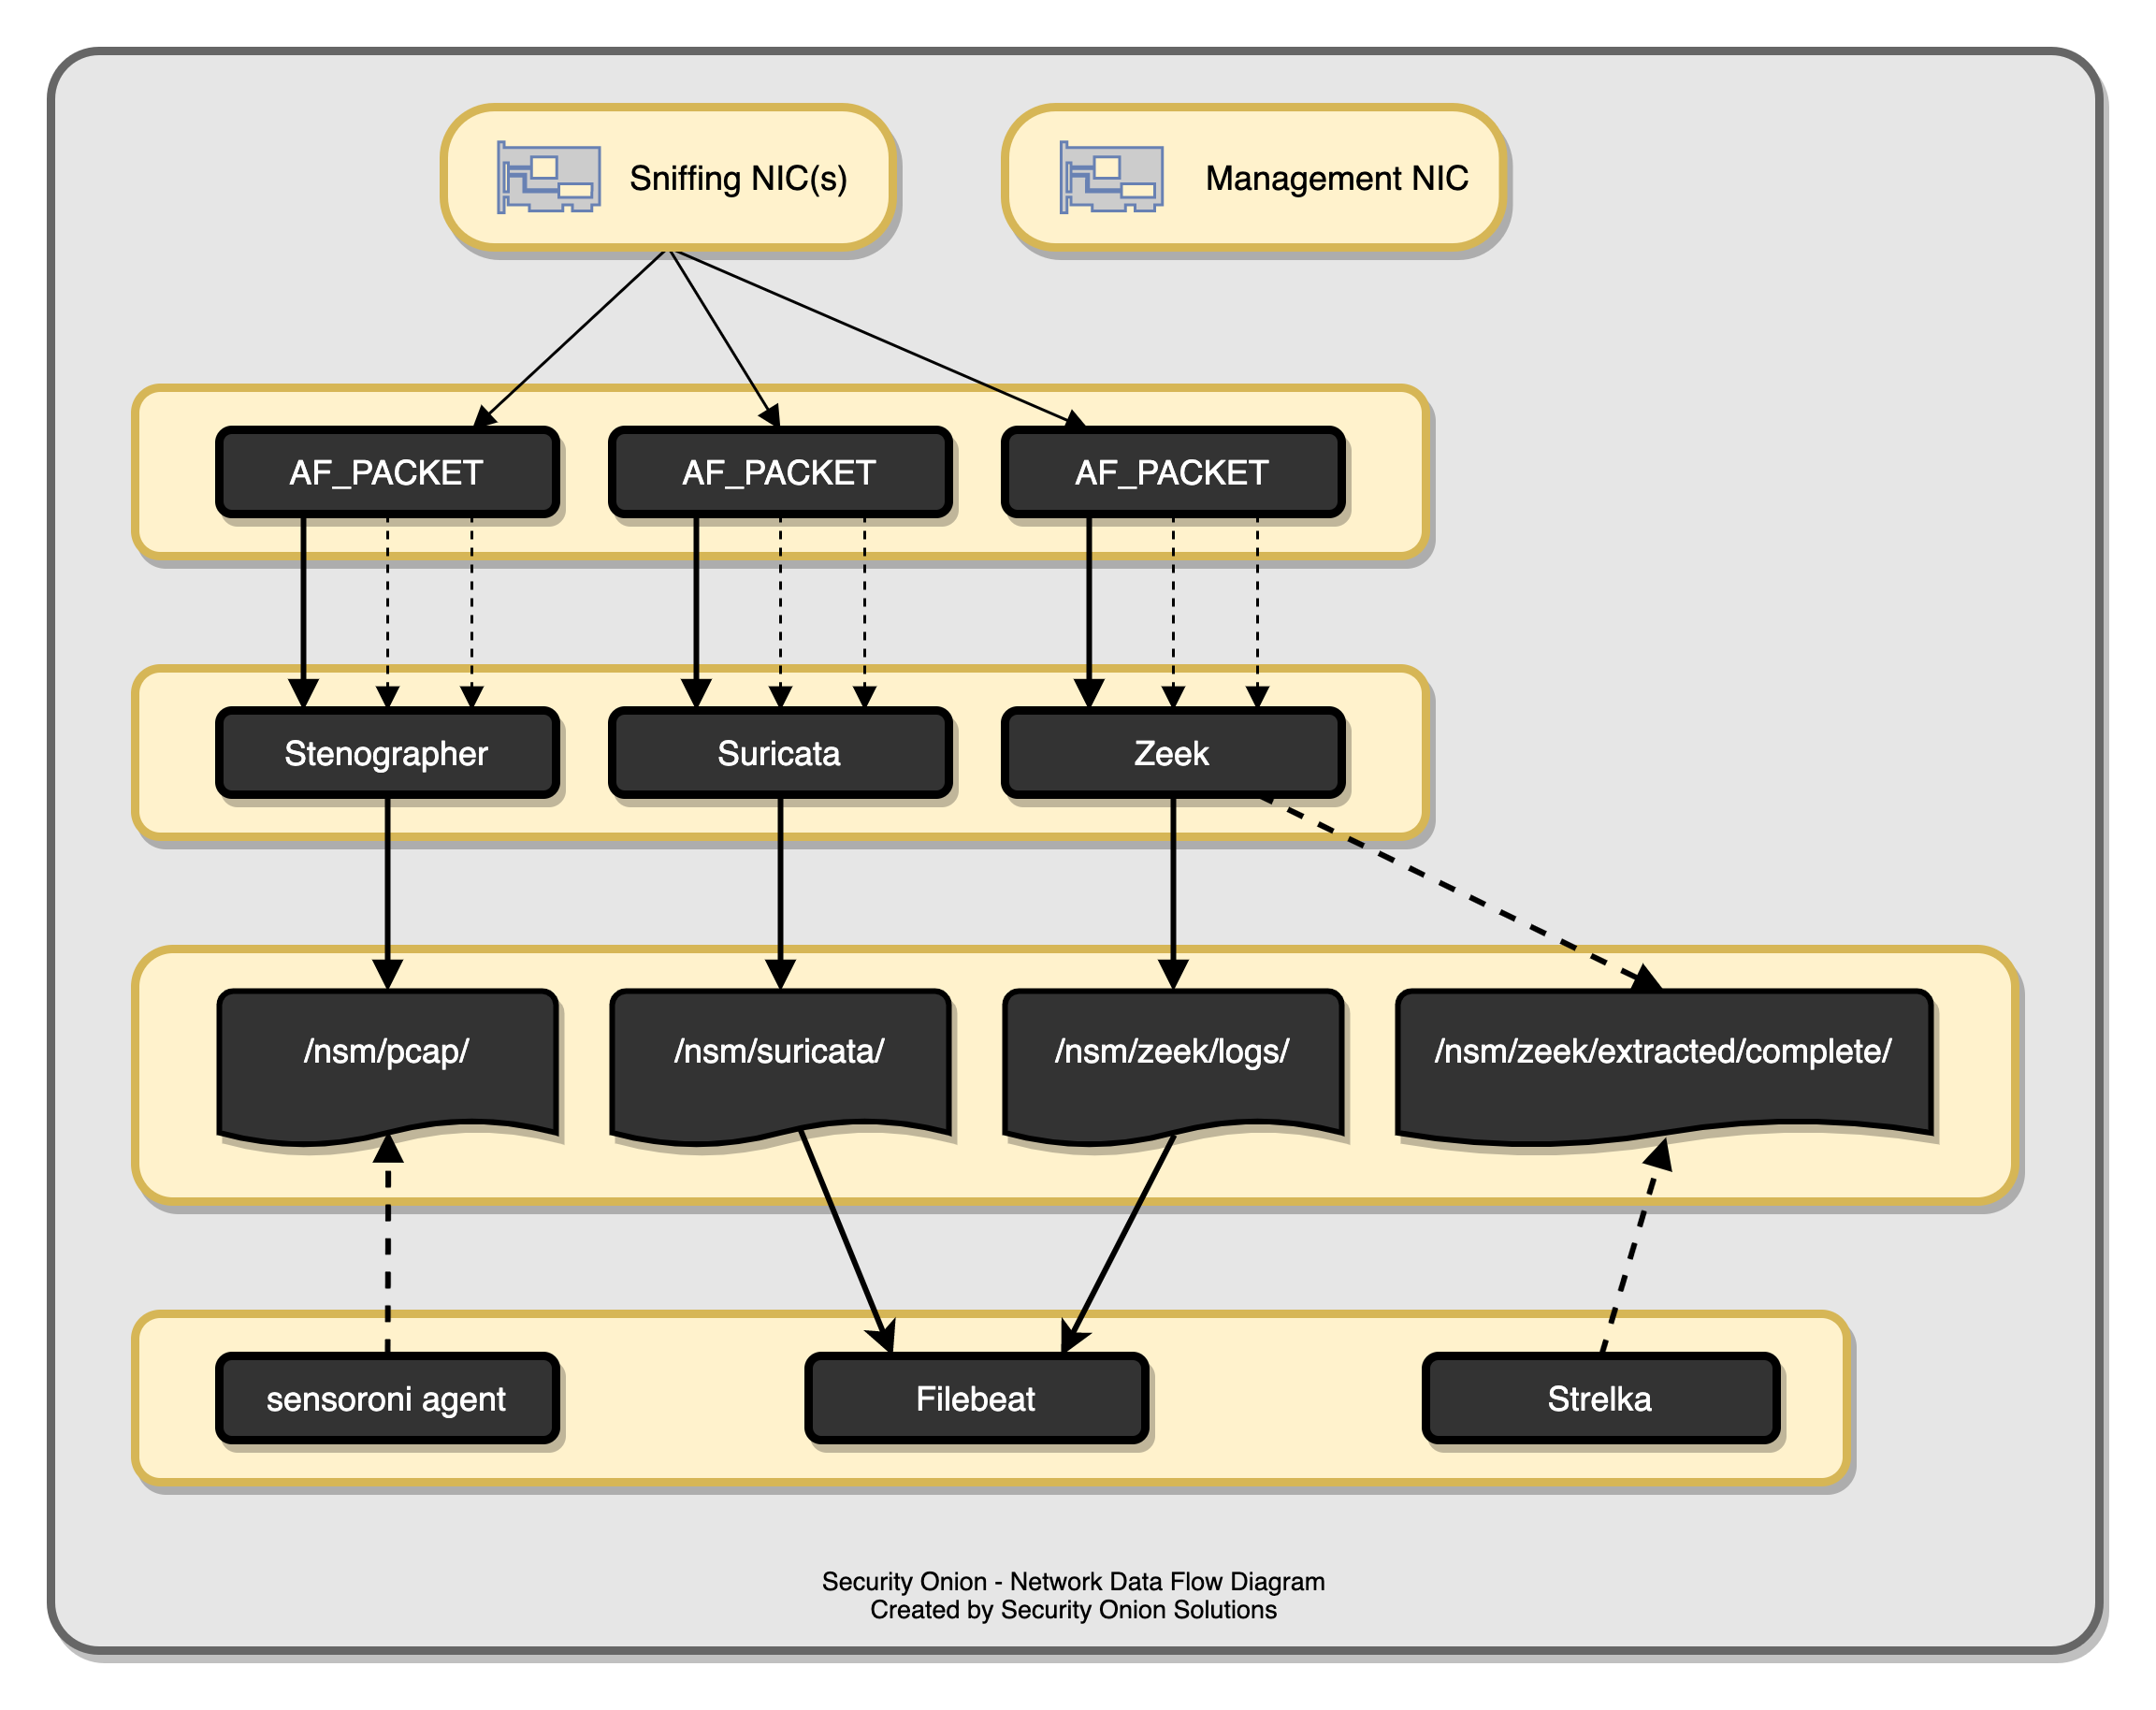 Sniffing NIC(s)
Management NIC
AF_PACKET
AF_PACKET
AF_PACKET
Stenographer
Suricata
Zeek
/nsm/pcap/
/nsm/suricata/
/nsm/zeek/logs/
/nsm/zeek/extracted/complete/
sensoroni agent
Filebeat
Strelka
Security Onion - Network Data Flow Diagram
Created by Security Onion Solutions